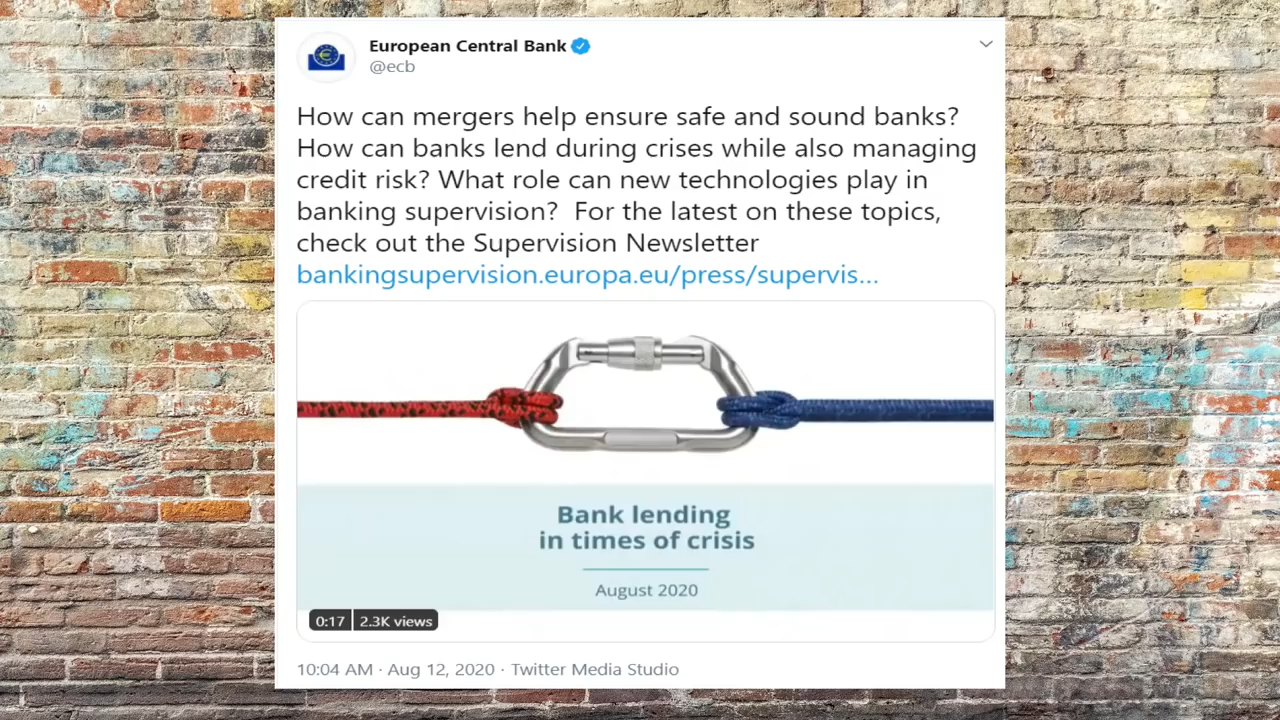 European Central Bank
@ecb
How can mergers help ensure safe and sound banks?
How can banks lend during crises while also managing
credit risk? What role can new technologies play in
banking supervision?  For the latest on these topics,
check out the Supervision Newsletter
bankingsupervision.europa.eu/press/supervis...
Bank lending
in times of crisis
August 2020
0:17 2.3K views
10:04 AM · Aug 12, 2020 · Twitter Media Studio